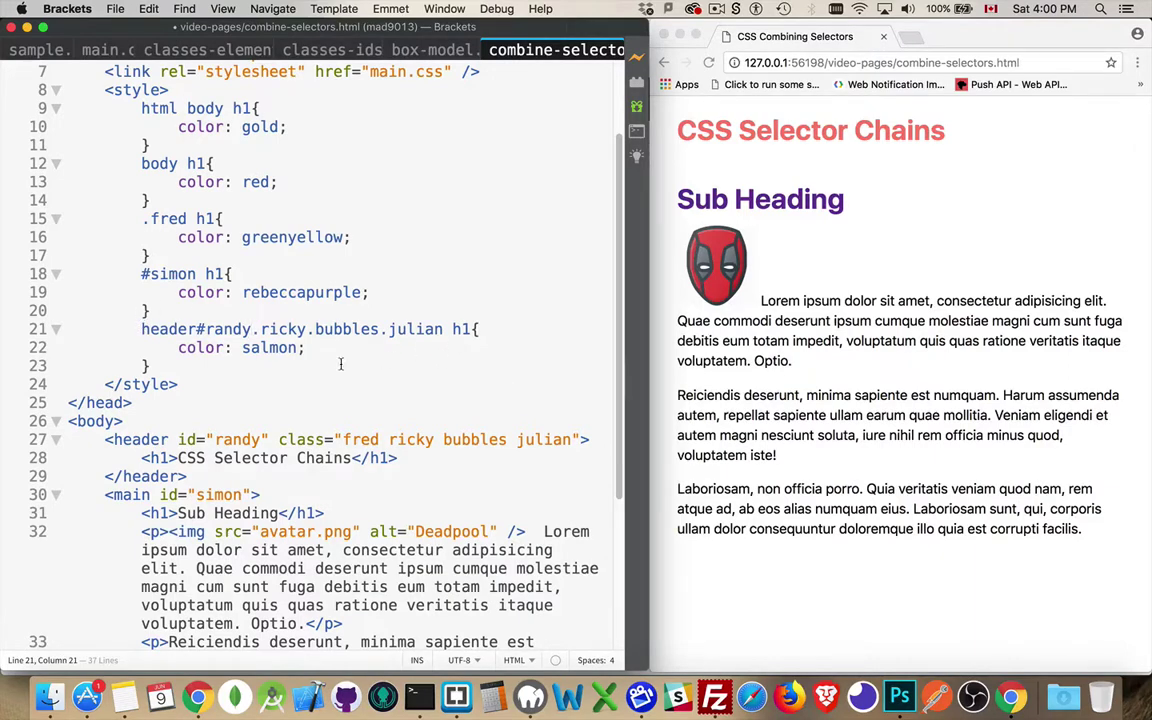 Brackets File Edit Find View Navigate Template Emmet Window Debug Help 100% Sat 4:00 PM
• video-pages/combine-selectors.html (mad9013) — Brackets
sample. main.c classes-elemen classes-ids box-model. combine-selecto
7 <link rel="stylesheet" href="main.css" />
8 <style>
9 html body h1{
10 color: gold;
11 }
12 body h1{
13 color: red;
14 }
15 .fred h1{
16 color: greenyellow;
17 }
18 #simon h1{
19 color: rebeccapurple;
20 }
21 header#randy.ricky.bubbles.julian h1{
22 color: salmon;
23 }
24 </style>
25 </head>
26 <body>
27 <header id="randy" class="fred ricky bubbles julian">
28 <h1>CSS Selector Chains</h1>
29 </header>
30 <main id="simon">
31 <h1>Sub Heading</h1>
32 <p><img src="avatar.png" alt="Deadpool" /> Lorem
ipsum dolor sit amet, consectetur adipisicing
elit. Quae commodi deserunt ipsum cumque molestiae
magni cum sunt fuga debitis eum totam impedit,
voluptatum quis quas ratione veritatis itaque
voluptatem. Optio.</p>
33 <p>Reiciendis deserunt, minima sapiente est
Line 21, Column 21 — 37 Lines INS UTF-8 HTML Spaces: 4
CSS Combining Selectors
127.0.0.1:56198/video-pages/combine-selectors.html
Apps Click to run some s... Web Notification Im... Push API - Web API... »
CSS Selector Chains
Sub Heading
Lorem ipsum dolor sit amet, consectetur adipisicing elit.
Quae commodi deserunt ipsum cumque molestiae magni cum sunt fuga
debitis eum totam impedit, voluptatum quis quas ratione veritatis itaque
voluptatem. Optio.
Reiciendis deserunt, minima sapiente est numquam. Harum assumenda
autem, repellat sapiente ullam earum quae mollitia. Veniam eligendi et
autem magni nesciunt soluta, iure nihil rem officia minus quod,
voluptatem iste!
Laboriosam, non officia porro. Quia veritatis veniam quod nam, rem
atque ad, ab eos alias numquam eius. Laboriosam sunt, qui, corporis
ullam dolor consequuntur doloremque illo quia est corrupti facilis.